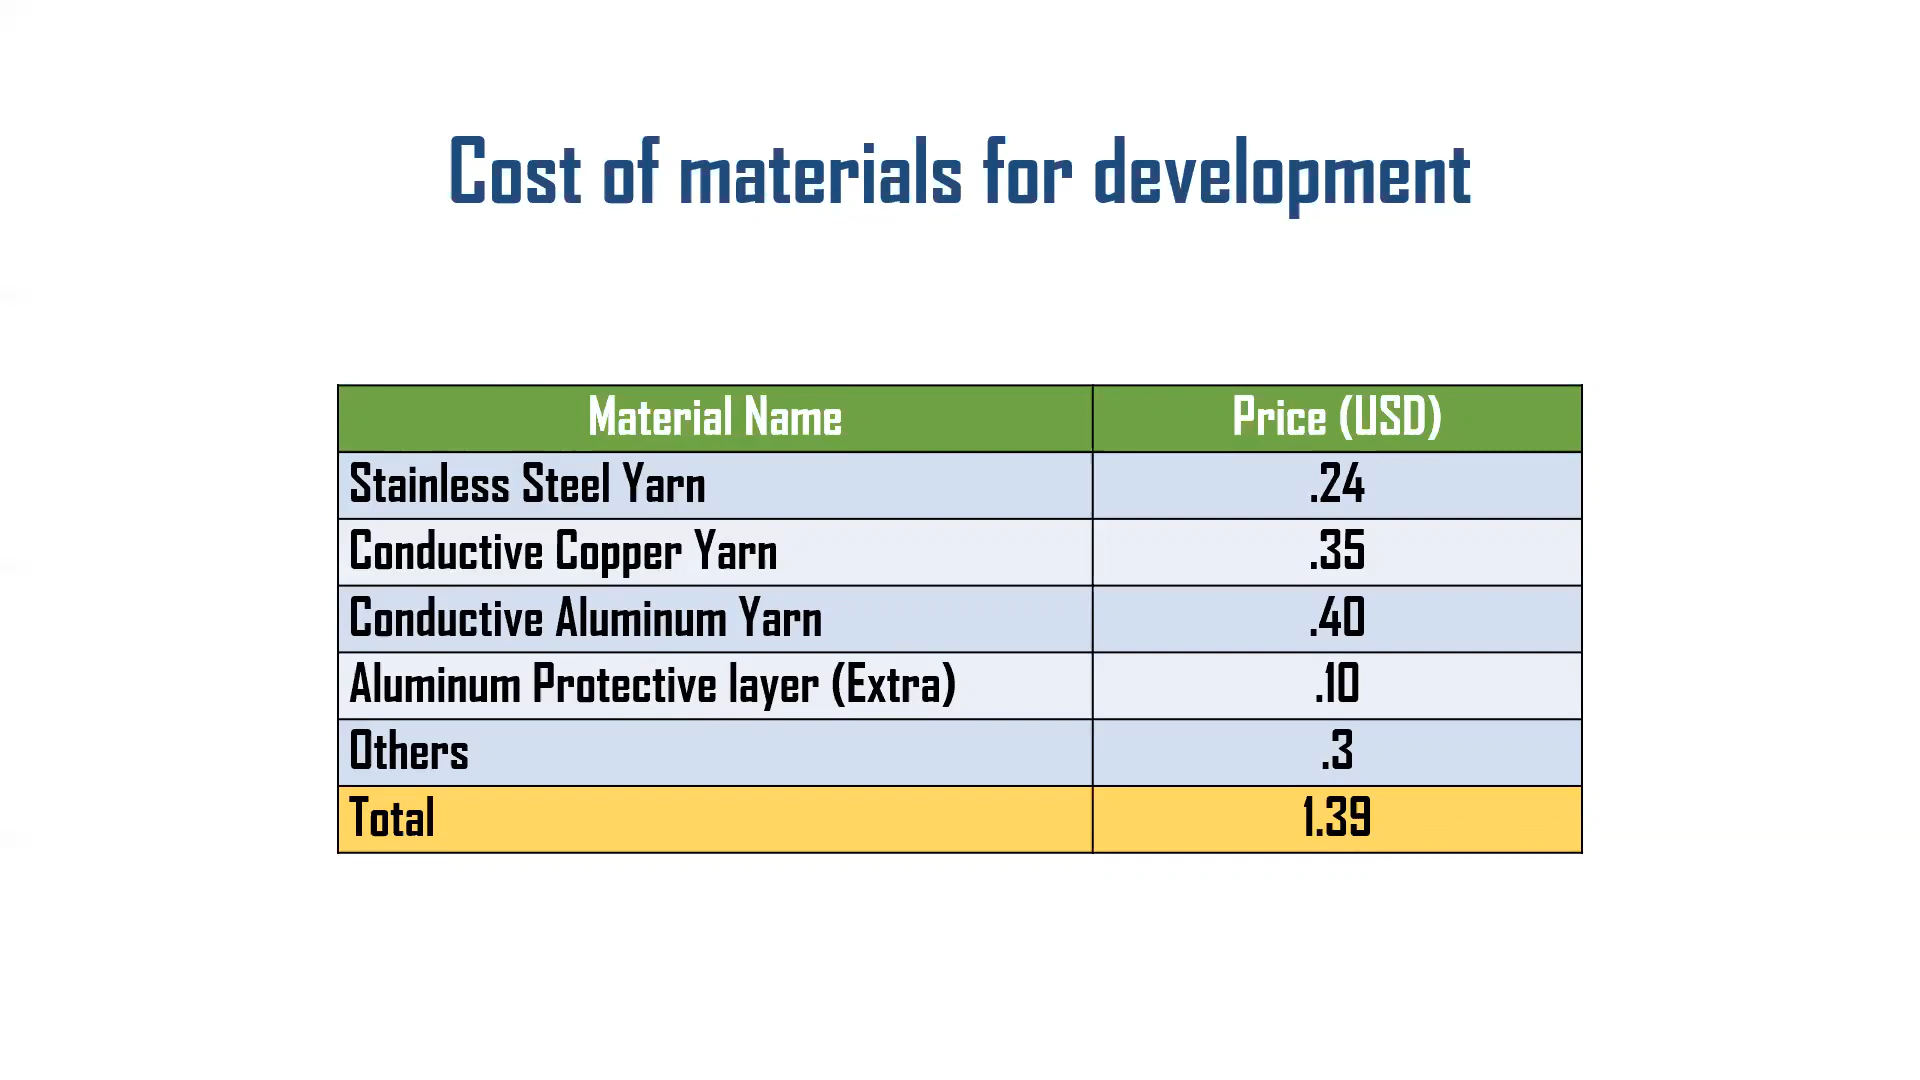 Cost of materials for development
Material Name Price (USD)
Stainless Steel Yarn .24
Conductive Copper Yarn .35
Conductive Aluminum Yarn .40
Aluminum Protective layer (Extra) .10
Others .3
Total 1.39